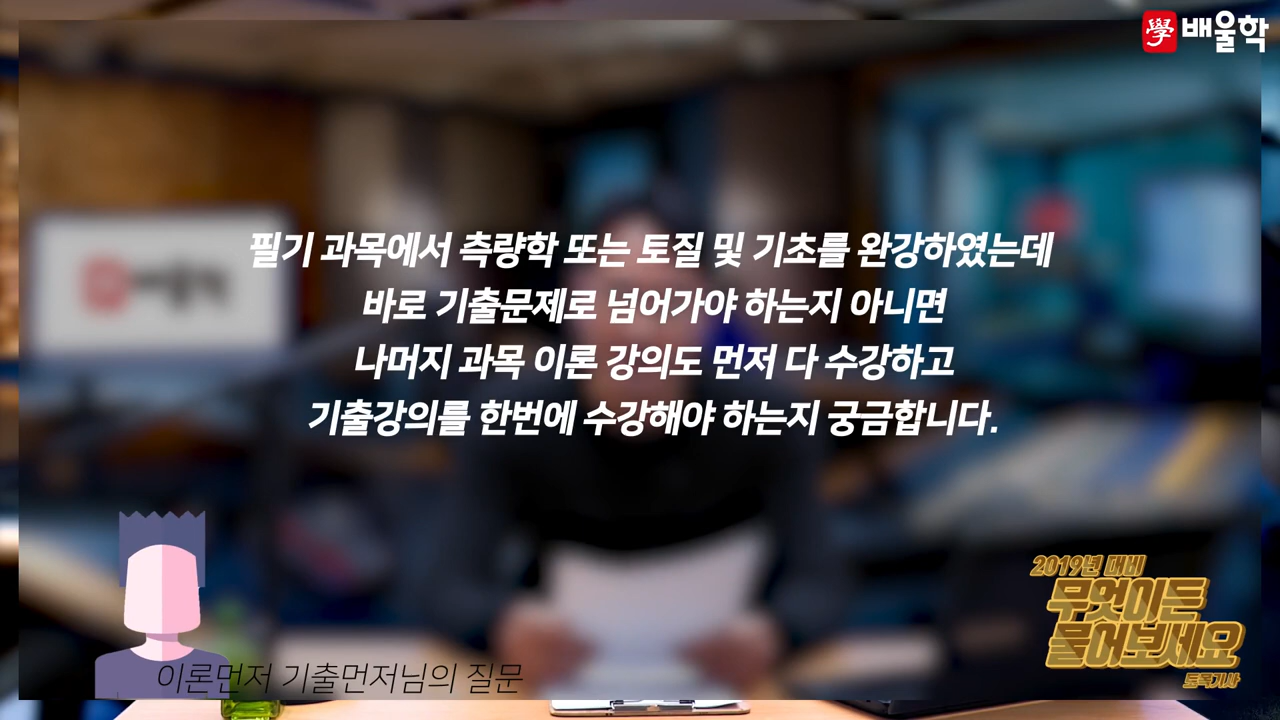 學 배울학
필기 과목에서 측량학 또는 토질 및 기초를 완강하였는데
바로 기출문제로 넘어가야 하는지 아니면
나머지 과목 이론 강의도 먼저 다 수강하고
기출강의를 한번에 수강해야 하는지 궁금합니다.
이론먼저 기출먼저님의 질문
2019년 대비
무엇이든
물어보세요
토목기사